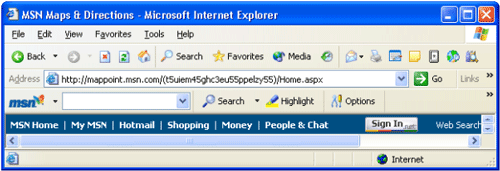 MSN Maps & Directions - Microsoft Internet Explorer
File Edit View Favorites Tools Help
Back Search Favorites Media
Address http://mappoint.msn.com/(t5uiem45ghc3eu55ppelzy55)/Home.aspx Go Links »
msn Search Highlight Options
MSN Home | My MSN | Hotmail | Shopping | Money | People & Chat Sign In .net Web Search
Internet